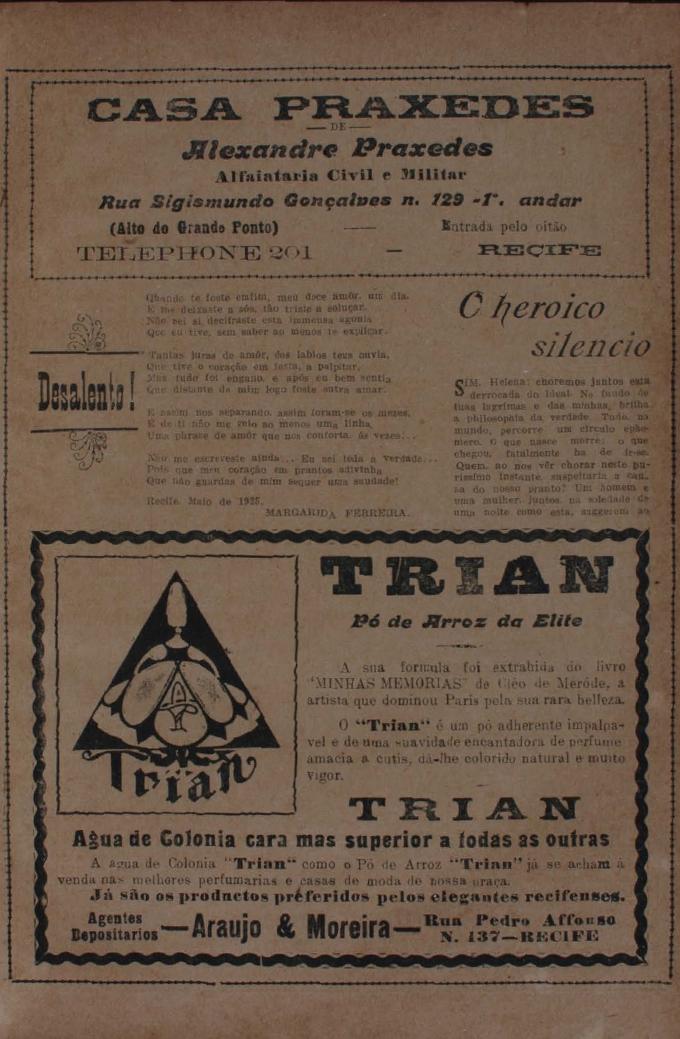 CASA PRAXEDES
— DE —
Alexandre Praxedes
Alfaiataria Civil e Militar
Rua Sigismundo Gonçalves n. 129 -1º. andar
(Alto do Grande Ponto) — Entrada pelo oitão
TELEPHONE 201 — RECIFE
Desalento!
Quando te foste emfim, meu doce amôr, um dia,
E me deixaste a sós, tão triste a soluçar,
Não sei si decifraste esta immensa agonia
Que eu tive, sem saber ao menos te explicar.
Tantas juras de amôr, dos labios teus ouvia,
Que tive o coração em festa, a palpitar,
Mas tudo foi engano, e após eu bem sentia
Que distante de mim logo foste outra amar.
E assim nos separando, assim foram-se os mezes,
E de ti não me veio ao menos uma linha,
Uma phrase de amôr que nos conforta, ás vezes!..
Não me escreveste ainda... Eu sei toda a verdade...
Pois que meu coração em prantos adivinha
Que não guardas de mim sequer uma saudade!
Recife, Maio de 1925.
MARGARIDA FERREIRA.
O heroico
silencio
SIM, Helena: choremos juntos esta
derrocada do ideal. No fundo de
tuas lagrimas e das minhas, brilha
a philosophia da verdade. Tudo, no
mundo, percorre um circulo ephe-
mero. O que nasce morre; o que
chegou, fatalmente ha de ir-se.
Quem, ao nos vêr chorar neste pu-
rissimo instante, suspeitaria a cau-
sa do nosso pranto? Um homem e
uma mulher, juntos, na soledade de
uma noite como esta, suggerem ao
TRIAN
Pó de Arroz da Elite
A sua formula foi extrahida do livro
"MINHAS MEMORIAS" de Cléo de Meróde, a
artista que dominou Paris pela sua rara belleza.
O "Trian" é um pó adherente impalpa-
vel e de uma suavidade encantadora de perfume
amacia a cutis, dá-lhe colorido natural e muito
vigor.
Trian
TRIAN
Agua de Colonia cara mas superior a todas as outras
A agua de Colonia "Trian" como o Pó de Arroz "Trian" já se acham á
venda nas melhores perfumarias e casas de moda de nossa praça.
Já são os productos préferidos pelos elegantes recifenses.
Agentes Depositarios — Araujo & Moreira — Rua Pedro Affonso
N. 137—RECIFE